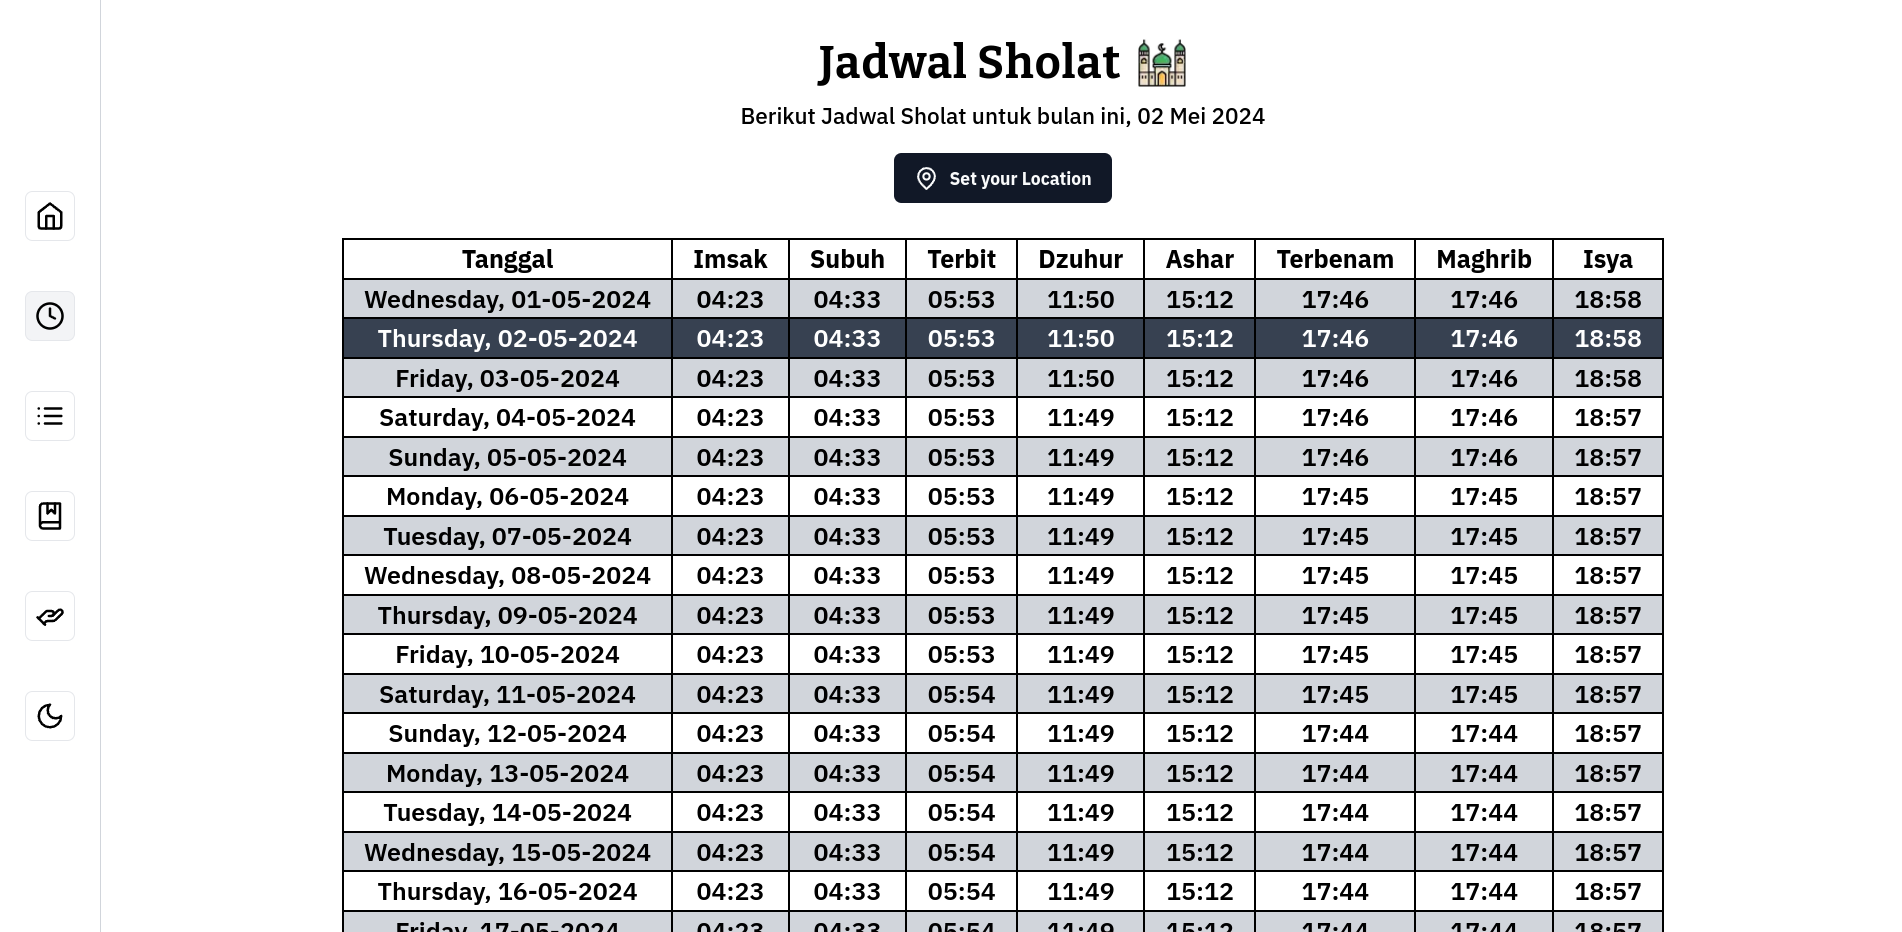 Jadwal Sholat
Berikut Jadwal Sholat untuk bulan ini, 02 Mei 2024
Set your Location
Tanggal Imsak Subuh Terbit Dzuhur Ashar Terbenam Maghrib Isya
Wednesday, 01-05-2024 04:23 04:33 05:53 11:50 15:12 17:46 17:46 18:58
Thursday, 02-05-2024 04:23 04:33 05:53 11:50 15:12 17:46 17:46 18:58
Friday, 03-05-2024 04:23 04:33 05:53 11:50 15:12 17:46 17:46 18:58
Saturday, 04-05-2024 04:23 04:33 05:53 11:49 15:12 17:46 17:46 18:57
Sunday, 05-05-2024 04:23 04:33 05:53 11:49 15:12 17:46 17:46 18:57
Monday, 06-05-2024 04:23 04:33 05:53 11:49 15:12 17:45 17:45 18:57
Tuesday, 07-05-2024 04:23 04:33 05:53 11:49 15:12 17:45 17:45 18:57
Wednesday, 08-05-2024 04:23 04:33 05:53 11:49 15:12 17:45 17:45 18:57
Thursday, 09-05-2024 04:23 04:33 05:53 11:49 15:12 17:45 17:45 18:57
Friday, 10-05-2024 04:23 04:33 05:53 11:49 15:12 17:45 17:45 18:57
Saturday, 11-05-2024 04:23 04:33 05:54 11:49 15:12 17:45 17:45 18:57
Sunday, 12-05-2024 04:23 04:33 05:54 11:49 15:12 17:44 17:44 18:57
Monday, 13-05-2024 04:23 04:33 05:54 11:49 15:12 17:44 17:44 18:57
Tuesday, 14-05-2024 04:23 04:33 05:54 11:49 15:12 17:44 17:44 18:57
Wednesday, 15-05-2024 04:23 04:33 05:54 11:49 15:12 17:44 17:44 18:57
Thursday, 16-05-2024 04:23 04:33 05:54 11:49 15:12 17:44 17:44 18:57
Friday, 17-05-2024 04:23 04:33 05:54 11:49 15:12 17:44 17:44 18:57